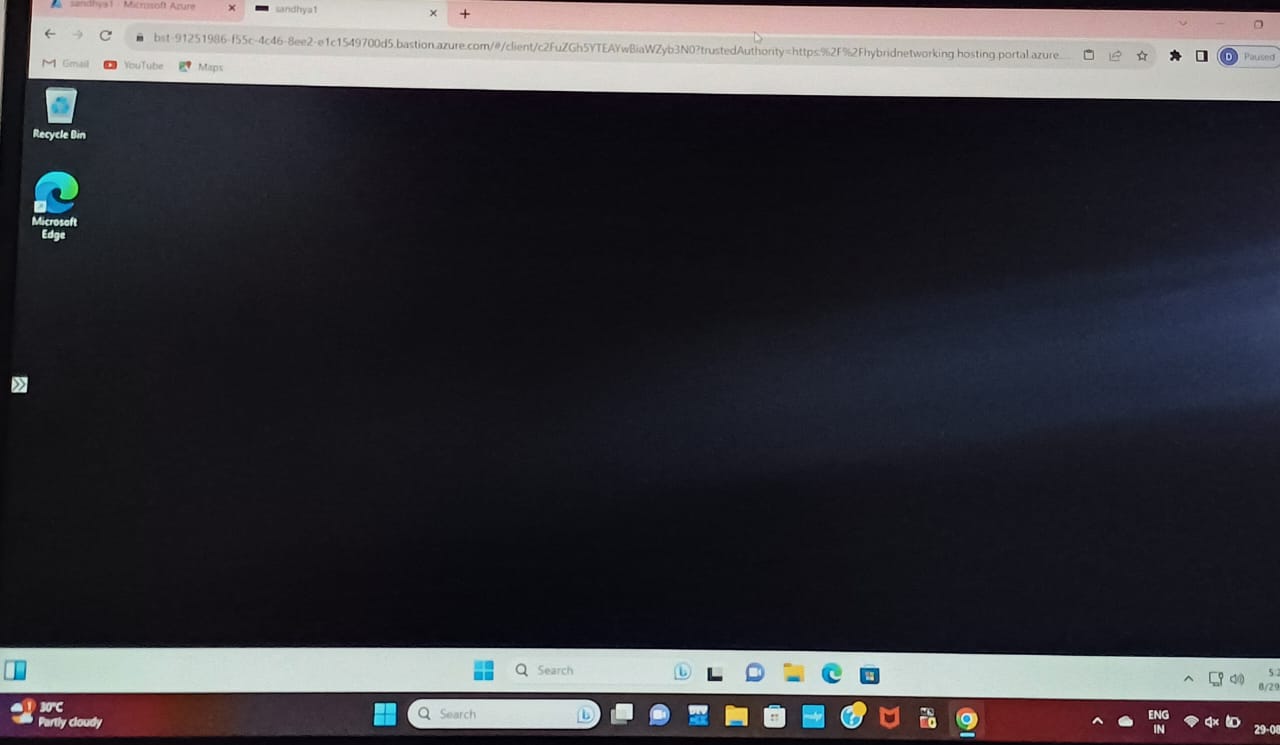 sandhya1 - Microsoft Azure
sandhya1
bst-91251986-f55c-4c46-8ee2-e1c1549700d5.bastion.azure.com/#/client/c2FuZGh5YTEAYwBiaWZyb3N0?trustedAuthority=https:%2F%2Fhybridnetworking.hosting.portal.azure...
D Paused
Gmail YouTube Maps
Recycle Bin
Microsoft
Edge
Search
8/29
30°C
Partly cloudy
Search
ENG
IN